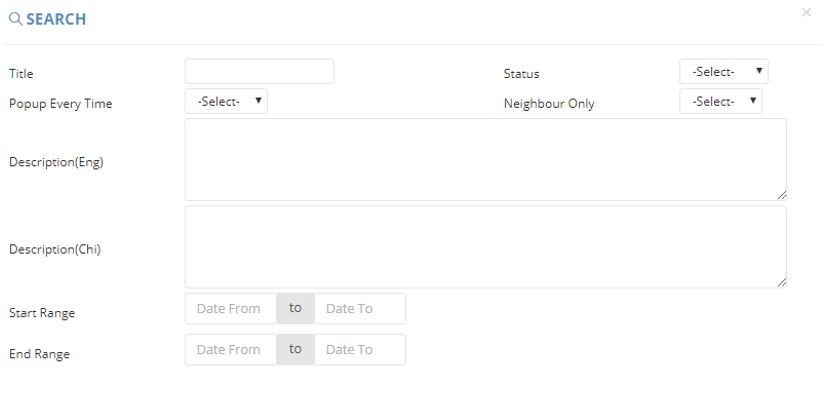 SEARCH
Title
Status -Select-
Popup Every Time -Select-
Neighbour Only -Select-
Description(Eng)
Description(Chi)
Start Range Date From to Date To
End Range Date From to Date To